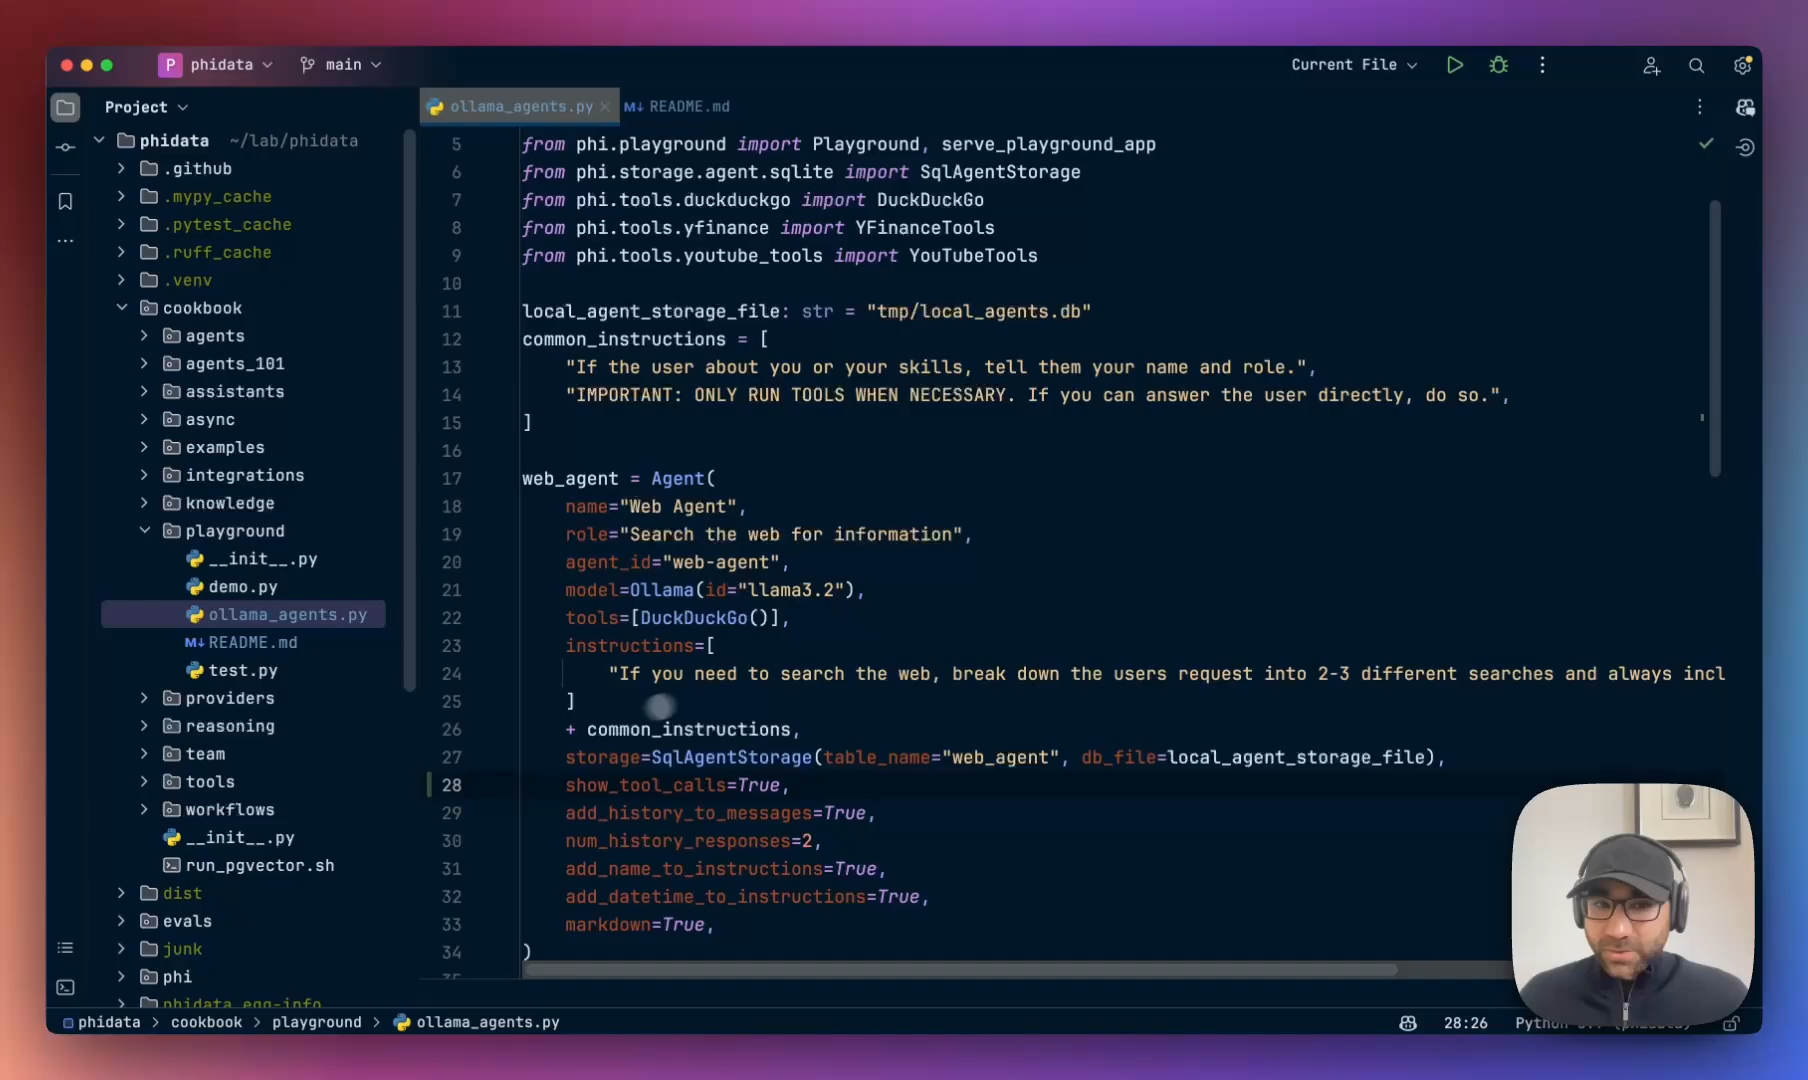 P phidata main
Current File
Project
ollama_agents.py
README.md
phidata ~/lab/phidata
.github
.mypy_cache
.pytest_cache
.ruff_cache
.venv
cookbook
agents
agents_101
assistants
async
examples
integrations
knowledge
playground
__init__.py
demo.py
ollama_agents.py
README.md
test.py
providers
reasoning
team
tools
workflows
__init__.py
run_pgvector.sh
dist
evals
junk
phi
phidata_egg-info
5 from phi.playground import Playground, serve_playground_app
6 from phi.storage.agent.sqlite import SqlAgentStorage
7 from phi.tools.duckduckgo import DuckDuckGo
8 from phi.tools.yfinance import YFinanceTools
9 from phi.tools.youtube_tools import YouTubeTools
10
11 local_agent_storage_file: str = "tmp/local_agents.db"
12 common_instructions = [
13 "If the user about you or your skills, tell them your name and role.",
14 "IMPORTANT: ONLY RUN TOOLS WHEN NECESSARY. If you can answer the user directly, do so.",
15 ]
16
17 web_agent = Agent(
18 name="Web Agent",
19 role="Search the web for information",
20 agent_id="web-agent",
21 model=Ollama(id="llama3.2"),
22 tools=[DuckDuckGo()],
23 instructions=[
24 "If you need to search the web, break down the users request into 2-3 different searches and always incl
25 ]
26 + common_instructions,
27 storage=SqlAgentStorage(table_name="web_agent", db_file=local_agent_storage_file),
28 show_tool_calls=True,
29 add_history_to_messages=True,
30 num_history_responses=2,
31 add_name_to_instructions=True,
32 add_datetime_to_instructions=True,
33 markdown=True,
34 )
35
phidata > cookbook > playground > ollama_agents.py
28:26
Python